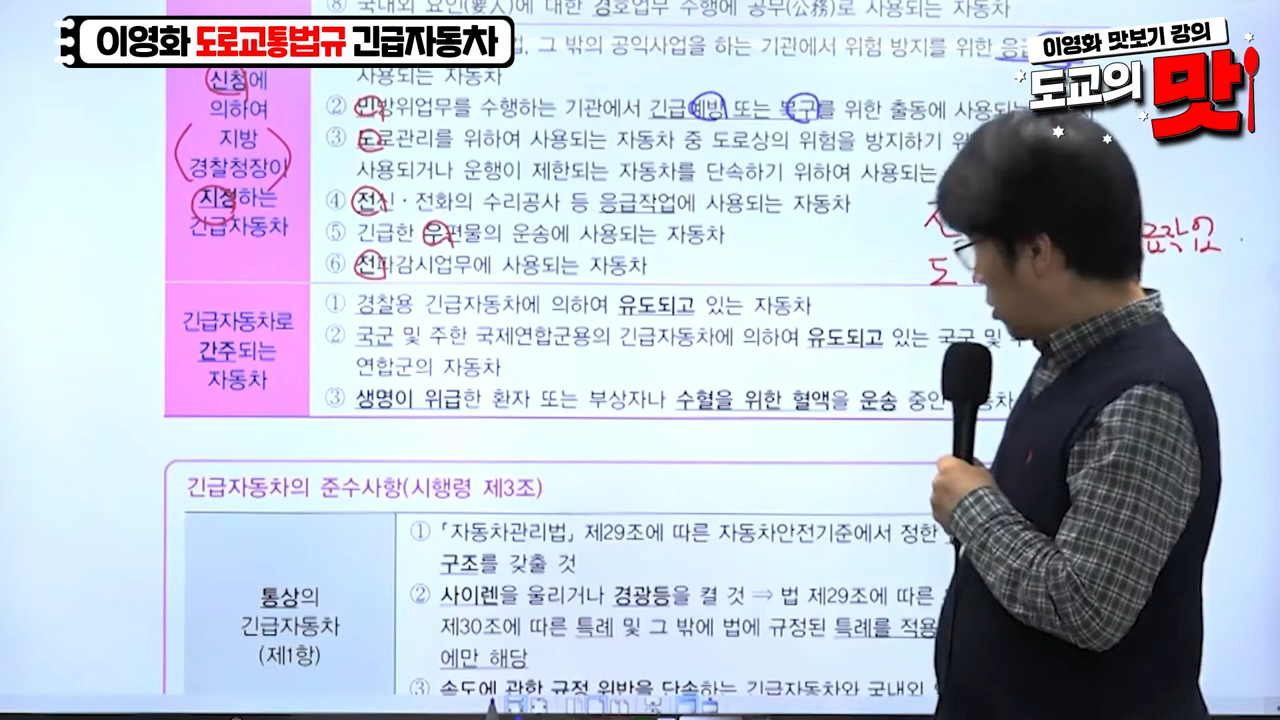 ⑧ 국내외 요인(要人)에 대한 경호업무 수행에 공무(公務)로 사용되는 자동차
이영화 도로교통법규 긴급자동차
이영화 맛보기 강의
도교의 맛
그 밖의 공익사업을 하는 기관에서 위험 방지를 위한
사용되는 자동차
신청에
의하여
지방
경찰청장이
지정하는
긴급자동차
② 민방위업무를 수행하는 기관에서 긴급예방 또는 복구를 위한 출동에 사용되는
③ 도로관리를 위하여 사용되는 자동차 중 도로상의 위험을 방지하기
사용되거나 운행이 제한되는 자동차를 단속하기 위하여 사용되는
④ 전신·전화의 수리공사 등 응급작업에 사용되는 자동차
⑤ 긴급한 우편물의 운송에 사용되는 자동차
⑥ 전파감시업무에 사용되는 자동차
급작업
도
긴급자동차로
간주되는
자동차
① 경찰용 긴급자동차에 의하여 유도되고 있는 자동차
② 국군 및 주한 국제연합군용의 긴급자동차에 의하여 유도되고 있는 국군 및
연합군의 자동차
③ 생명이 위급한 환자 또는 부상자나 수혈을 위한 혈액을 운송 중인
긴급자동차의 준수사항(시행령 제3조)
통상의
긴급자동차
(제1항)
① 「자동차관리법」 제29조에 따른 자동차안전기준에서 정한
구조를 갖출 것
② 사이렌을 울리거나 경광등을 켤 것 ⇒ 법 제29조에 따른
제30조에 따른 특례 및 그 밖에 법에 규정된 특례를 적용
에만 해당
③ 속도에 관한 규정 위반을 단속하는 긴급자동차와 국내외